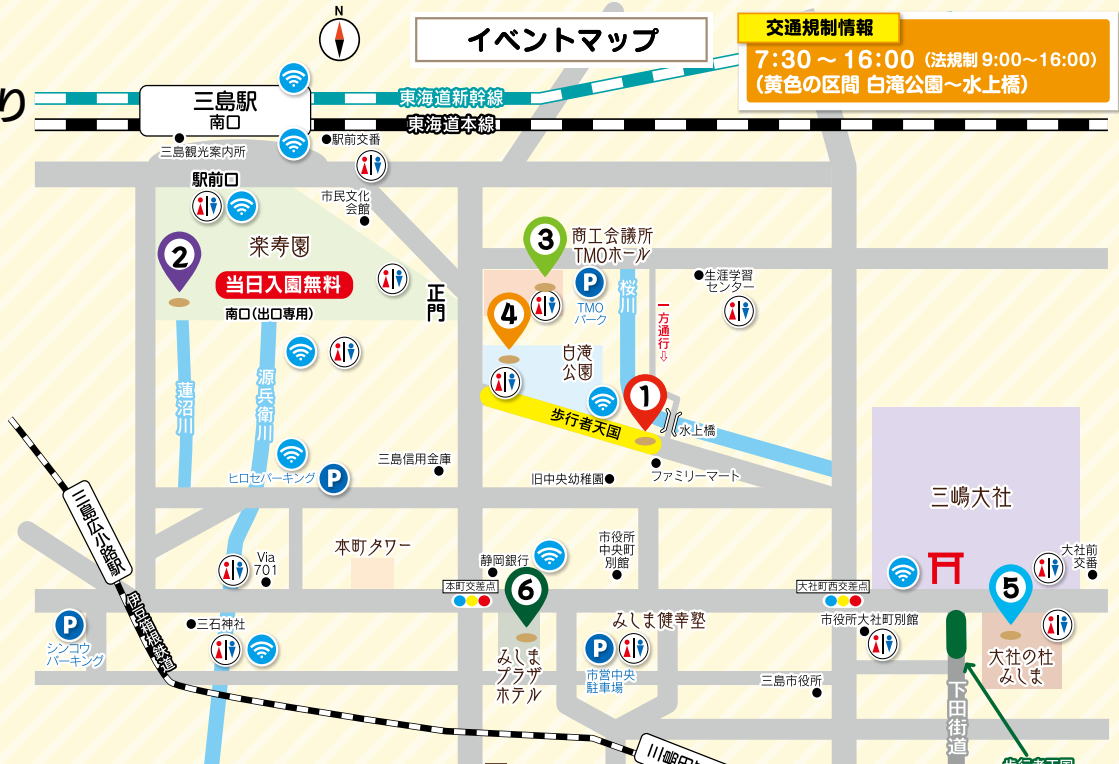 N
イベントマップ
交通規制情報
7:30～16:00（法規制 9:00～16:00）
（黄色の区間 白滝公園～水上橋）
り
三島駅
南口
東海道新幹線
東海道本線
三島観光案内所
駅前交番
駅前口
市民文化
会館
楽寿園
2
当日入園無料
南口（出口専用）
正門
3
商工会議所
TMOホール
P
TMO
パーク
桜川
一方通行⇨
生涯学習
センター
4
白滝
公園
1
歩行者天国
水上橋
ファミリーマート
旧中央幼稚園
蓮沼川
源兵衛川
ヒロセパーキング
P
三島信用金庫
三嶋大社
三島広小路駅
本町タワー
Via
701
静岡銀行
市役所
中央町
別館
本町交差点
大社町西交差点
大社前
交番
6
5
P
シンコウ
パーキング
伊豆箱根鉄道
三石神社
みしま
プラザ
ホテル
みしま健幸塾
P
市営中央
駐車場
市役所大社町別館
三島市役所
大社の杜
みしま
下田街道
三島田
歩行者天国